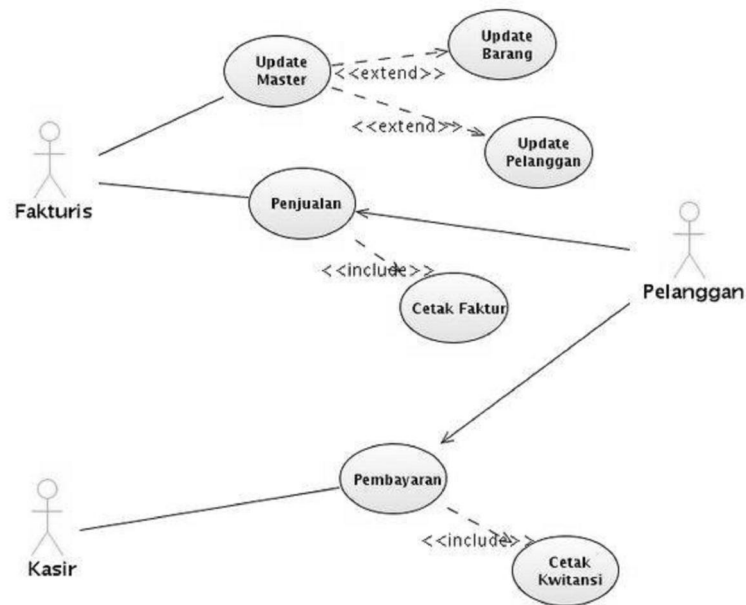 Update
Barang
Update
Master
<<extend>>
<<extend>>
Update
Pelanggan
Fakturis
Penjualan
<<include>>
Cetak Faktur
Pelanggan
Pembayaran
<<include>>
Cetak
Kwitansi
Kasir